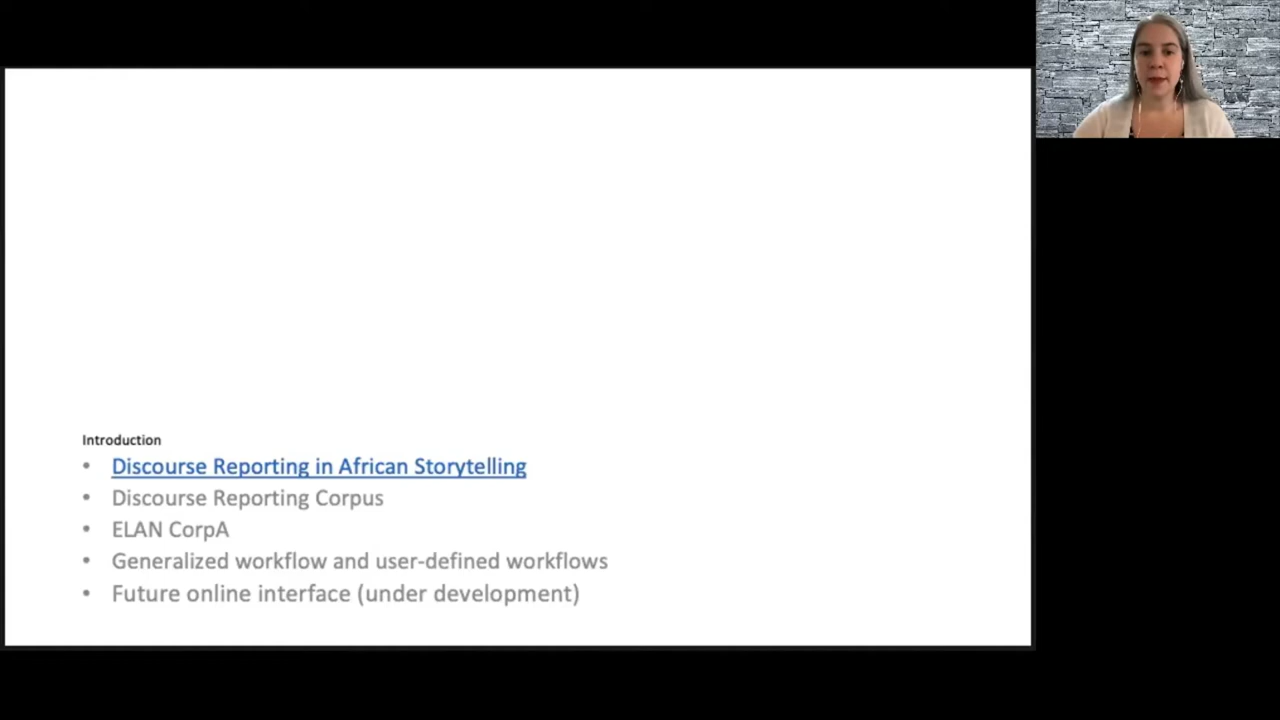 Introduction
• Discourse Reporting in African Storytelling
• Discourse Reporting Corpus
• ELAN CorpA
• Generalized workflow and user-defined workflows
• Future online interface (under development)